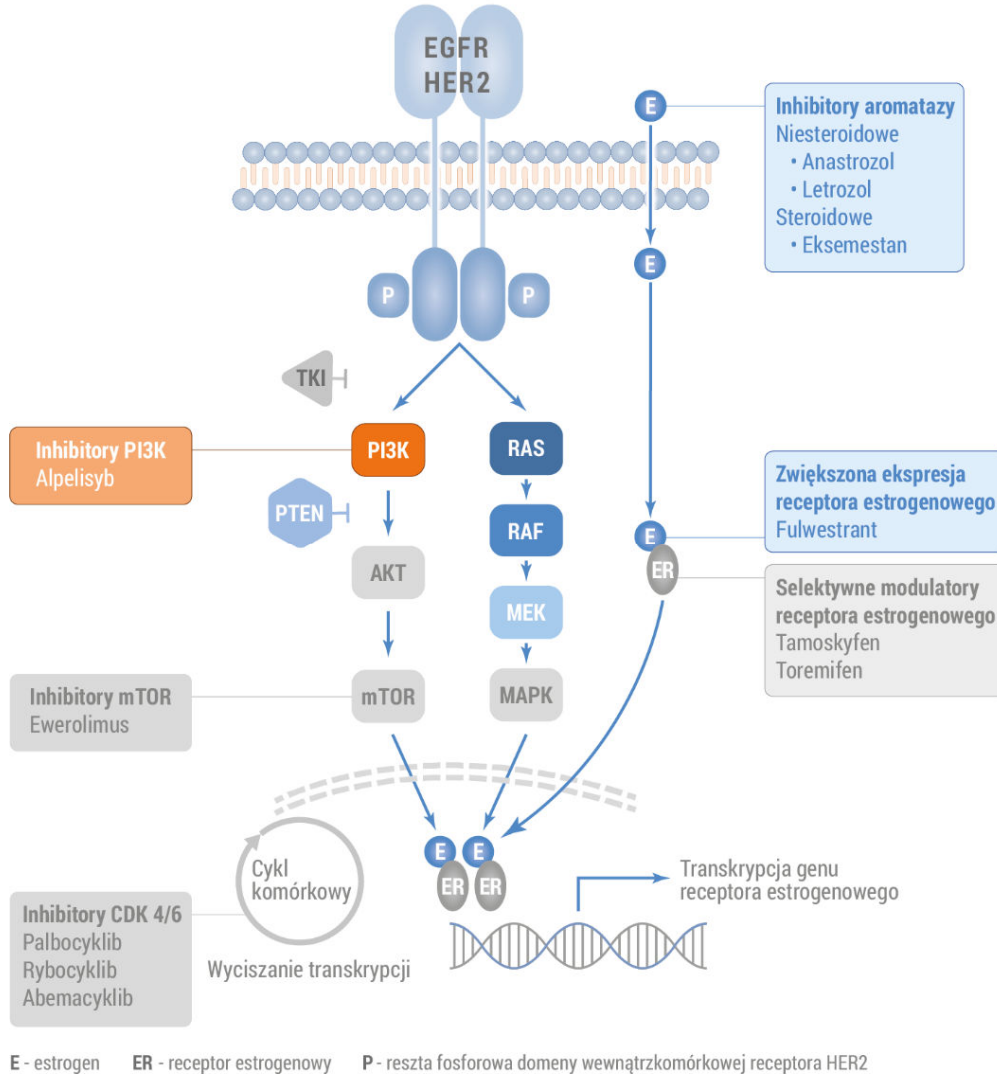 EGFR
HER2
E
Inhibitory aromatazy
Niesteroidowe
• Anastrozol
• Letrozol
Steroidowe
• Eksemestan
E
P
P
TKI
Inhibitory PI3K
Alpelisyb
PI3K
RAS
PTEN
RAF
Zwiększona ekspresja
receptora estrogenowego
Fulwestrant
E
ER
AKT
MEK
Selektywne modulatory
receptora estrogenowego
Tamoskyfen
Toremifen
Inhibitory mTOR
Ewerolimus
mTOR
MAPK
E
E
ER
ER
Cykl
komórkowy
Transkrypcja genu
receptora estrogenowego
Inhibitory CDK 4/6
Palbocyklib
Rybocyklib
Abemacyklib
Wyciszanie transkrypcji
E - estrogen ER - receptor estrogenowy P - reszta fosforowa domeny wewnątrzkomórkowej receptora HER2